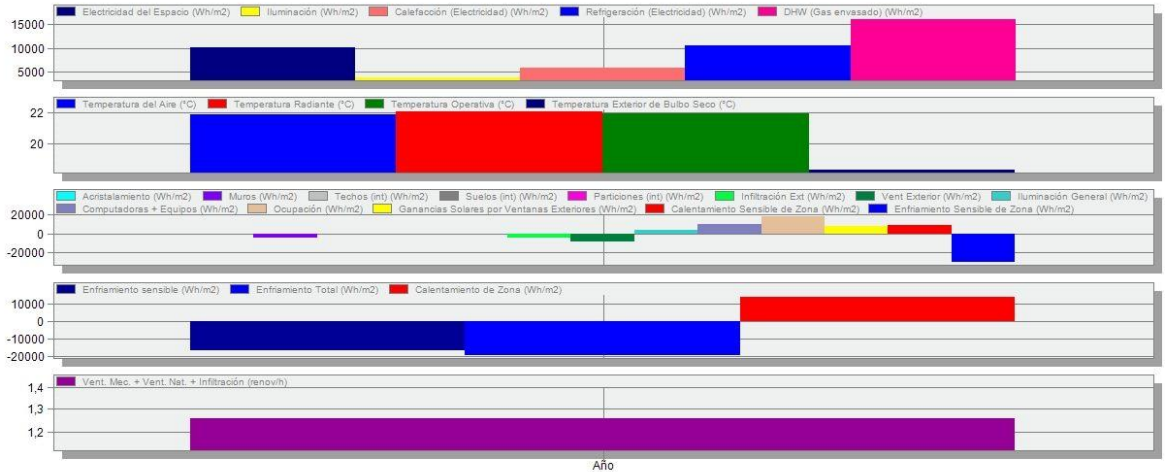 Electricidad del Espacio (Wh/m2) Iluminación (Wh/m2) Calefacción (Electricidad) (Wh/m2) Refrigeración (Electricidad) (Wh/m2) DHW (Gas envasado) (Wh/m2)
15000
10000
5000
Temperatura del Aire (°C) Temperatura Radiante (°C) Temperatura Operativa (°C) Temperatura Exterior de Bulbo Seco (°C)
22
20
Acristalamiento (Wh/m2) Muros (Wh/m2) Techos (int) (Wh/m2) Suelos (int) (Wh/m2) Particiones (int) (Wh/m2) Infiltración Ext (Wh/m2) Vent Exterior (Wh/m2) Iluminación General (Wh/m2)
Computadoras + Equipos (Wh/m2) Ocupación (Wh/m2) Ganancias Solares por Ventanas Exteriores (Wh/m2) Calentamiento Sensible de Zona (Wh/m2) Enfriamiento Sensible de Zona (Wh/m2)
20000
0
-20000
Enfriamiento sensible (Wh/m2) Enfriamiento Total (Wh/m2) Calentamiento de Zona (Wh/m2)
10000
0
-10000
-20000
Vent. Mec. + Vent. Nat. + Infiltración (renov/h)
1,4
1,3
1,2
Año